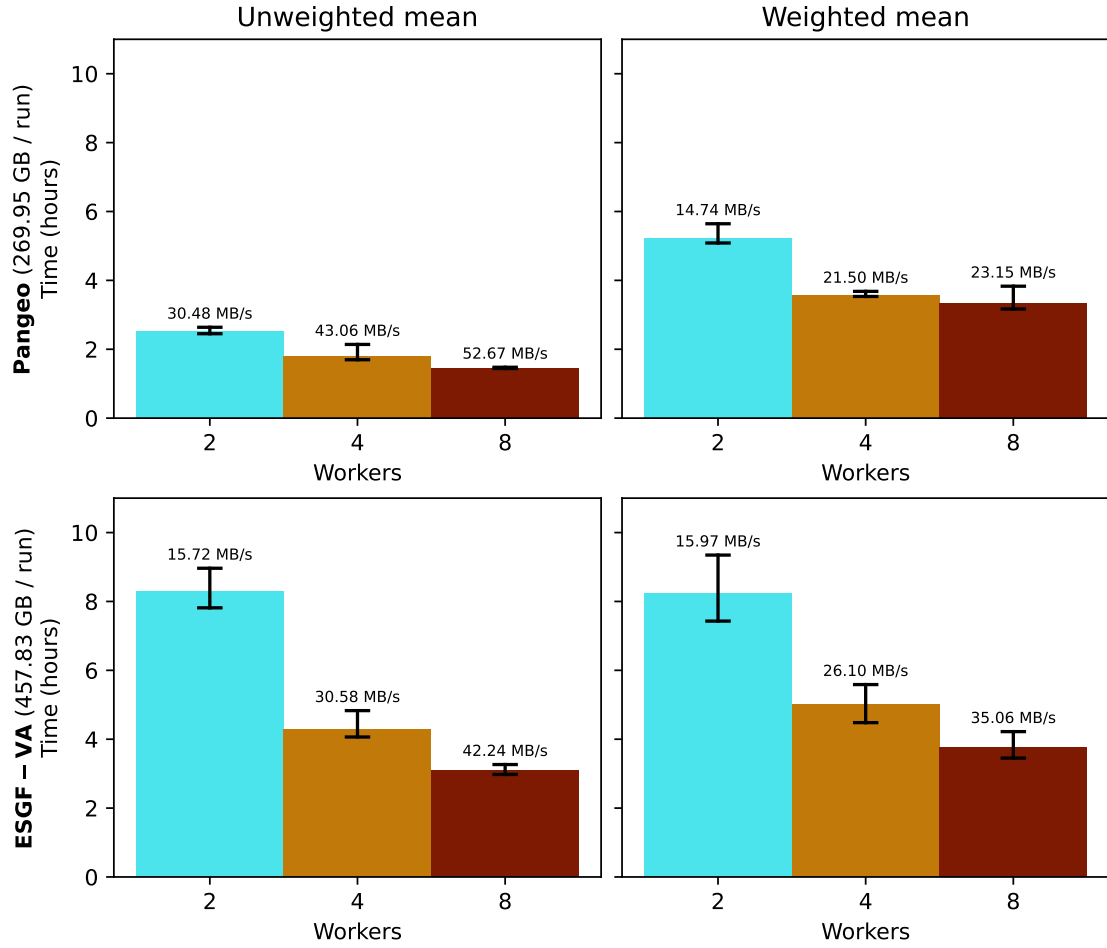 Unweighted mean
Weighted mean
Pangeo (269.95 GB / run)
Time (hours)
10
8
6
4
2
0
30.48 MB/s
43.06 MB/s
52.67 MB/s
2
4
8
Workers
14.74 MB/s
21.50 MB/s
23.15 MB/s
2
4
8
Workers
ESGF − VA (457.83 GB / run)
Time (hours)
10
8
6
4
2
0
15.72 MB/s
30.58 MB/s
42.24 MB/s
2
4
8
Workers
15.97 MB/s
26.10 MB/s
35.06 MB/s
2
4
8
Workers